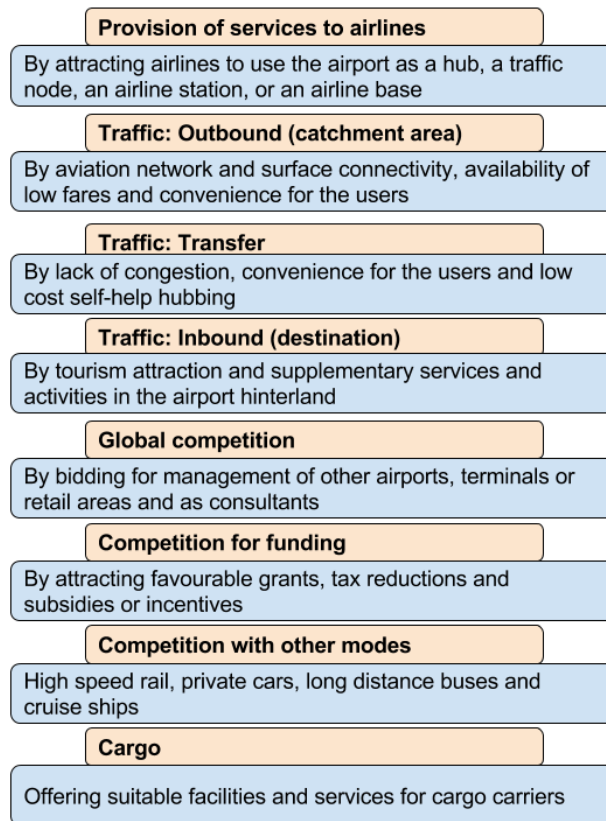 Provision of services to airlines
By attracting airlines to use the airport as a hub, a traffic
node, an airline station, or an airline base
Traffic: Outbound (catchment area)
By aviation network and surface connectivity, availability of
low fares and convenience for the users
Traffic: Transfer
By lack of congestion, convenience for the users and low
cost self-help hubbing
Traffic: Inbound (destination)
By tourism attraction and supplementary services and
activities in the airport hinterland
Global competition
By bidding for management of other airports, terminals or
retail areas and as consultants
Competition for funding
By attracting favourable grants, tax reductions and
subsidies or incentives
Competition with other modes
High speed rail, private cars, long distance buses and
cruise ships
Cargo
Offering suitable facilities and services for cargo carriers